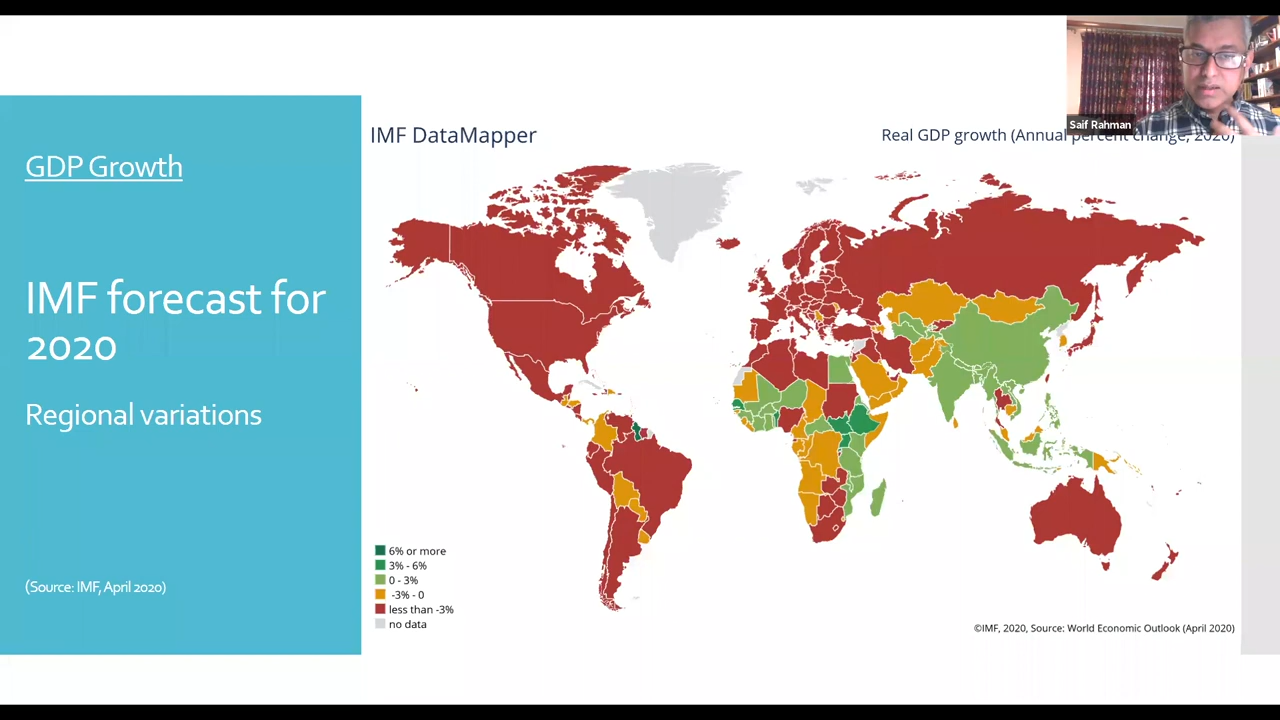 Saif Rahman
GDP Growth
IMF forecast for
2020
Regional variations
(Source: IMF, April 2020)
IMF DataMapper
Real GDP growth (Annual percent change, 2020)
6% or more
3% - 6%
0 - 3%
-3% - 0
less than -3%
no data
©IMF, 2020, Source: World Economic Outlook (April 2020)